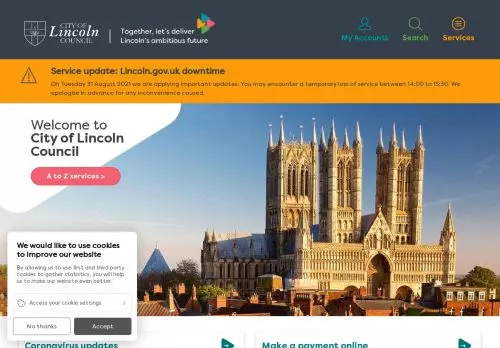 CITY OF
Lincoln
COUNCIL
Together, let's deliver
Lincoln's ambitious future
My Accounts
Search
Services
Service update: Lincoln.gov.uk downtime
On Tuesday 31 August 2021 we are applying important updates. You may encounter a temporary loss of service between 14:00 to 15:30. We
apologise in advance for any inconvenience caused.
Welcome to
City of Lincoln
Council
A to Z services >
We would like to use cookies
to improve our website
By allowing us to use first and third party
cookies to gather statistics, you will help
us to make our website even better.
Access your cookie settings
No thanks
Accept
Coronavirus updates
Make a payment online